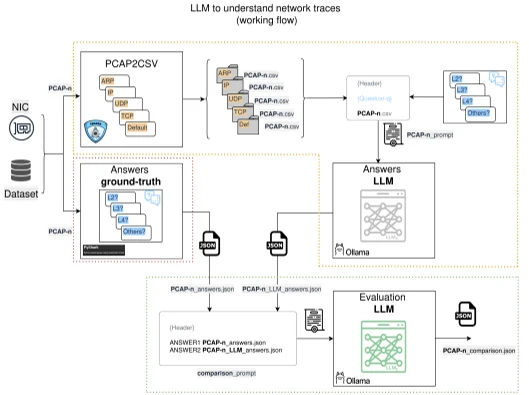 LLM to understand network traces
(working flow)
PCAP2CSV
ARP
IP
UDP
TCP
Default
ARP
PCAP-n.csv
IP
PCAP-n.csv
UDP
PCAP-n.csv
TCP
PCAP-n.csv
Def
PCAP-n.csv
{Header}
{Question-q}
PCAP-n.csv
L2?
L3?
L4?
Others?
PCAP-n
NIC
Dataset
PCAP-n
PCAP-n_prompt
Answers
ground-truth
L2?
L3?
L4?
Others?
PyShark
Answers
LLM
LLM
Ollama
JSON
JSON
PCAP-n_answers.json
PCAP-n_LLM_answers.json
{Header}
ANSWER1 PCAP-n_answers.json
ANSWER2 PCAP-n_LLM_answers.json
comparison_prompt
Evaluation
LLM
LLM
Ollama
JSON
PCAP-n_comparison.json